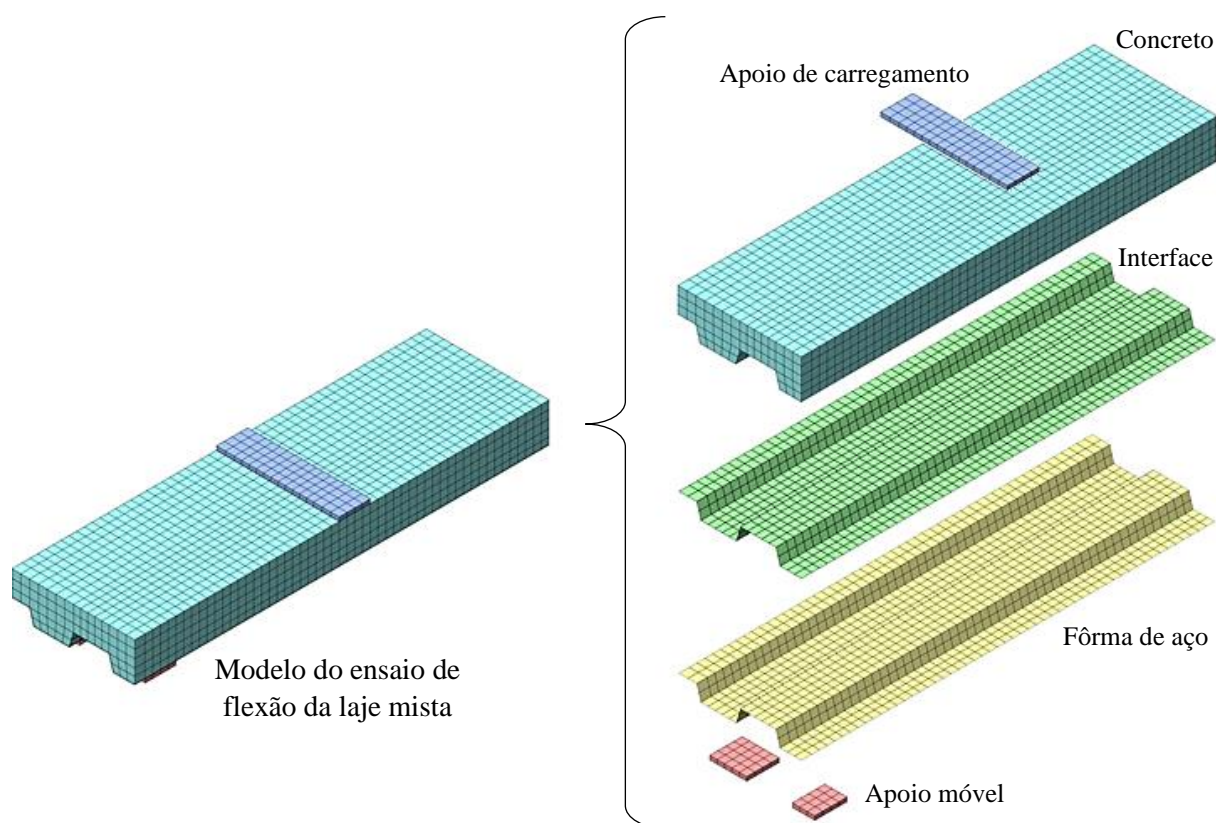 Concreto
Apoio de carregamento
Interface
Fôrma de aço
Modelo do ensaio de
flexão da laje mista
Apoio móvel